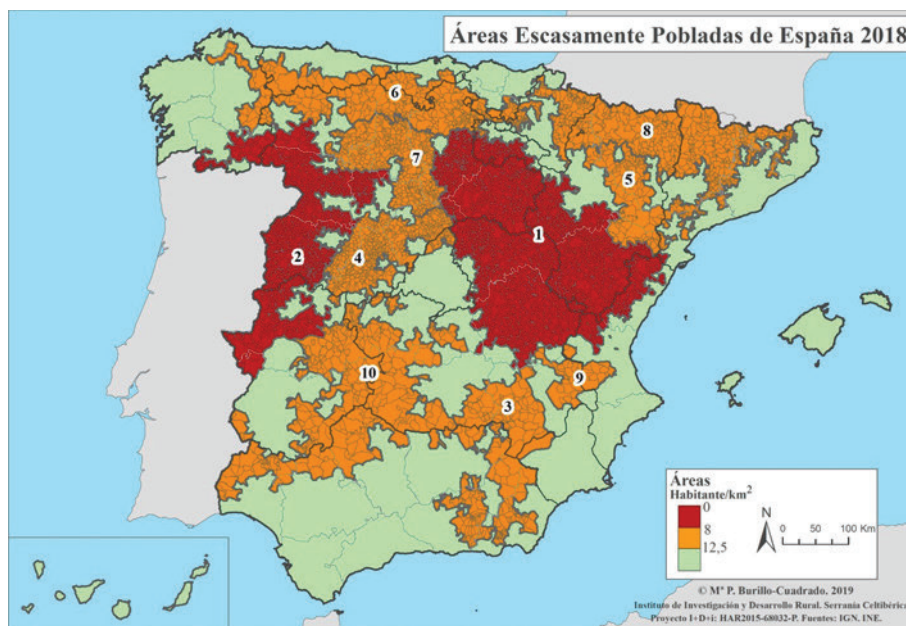 Áreas Escasamente Pobladas de España 2018
6
8
7
5
1
2
4
9
10
3
Áreas
Habitante/km²
0
8
12,5
N
0 50 100 Km
© Mª P. Burillo-Cuadrado, 2019
Instituto de Investigación y Desarrollo Rural. Serranía Celtibérica
Proyecto I+D+i: HAR2015-68032-P. Fuentes: IGN. INE.